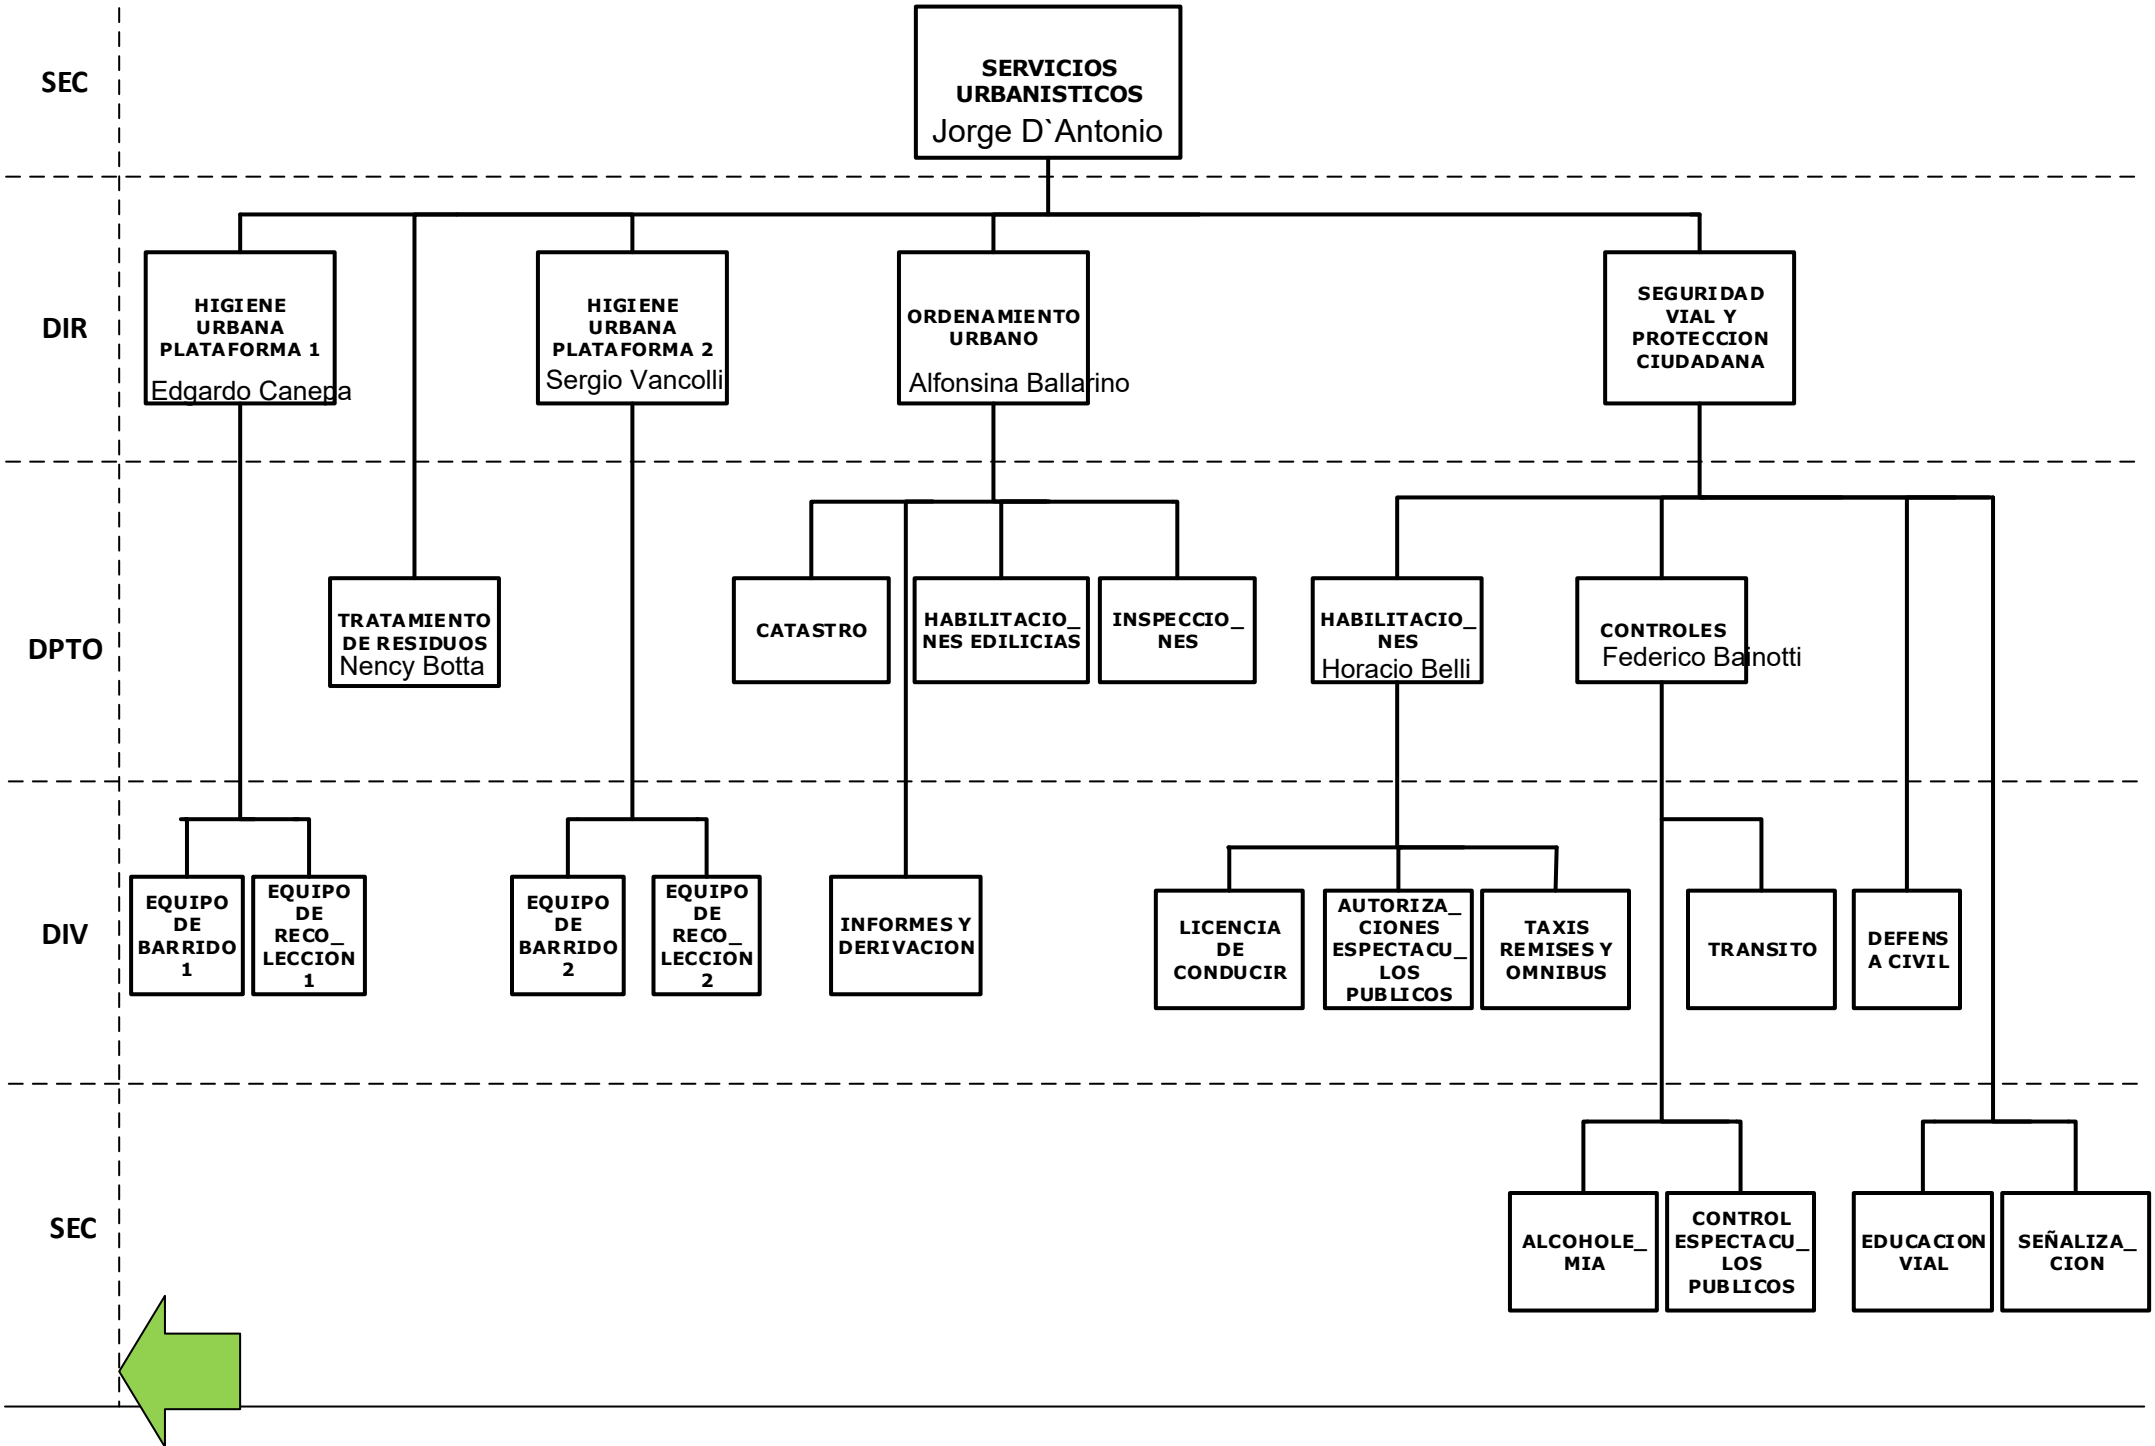 SEC
SERVICIOS
URBANISTICOS
Jorge D`Antonio
DIR
HIGIENE
URBANA
PLATAFORMA 1
Edgardo Canepa
HIGIENE
URBANA
PLATAFORMA 2
Sergio Vancolli
ORDENAMIENTO
URBANO
Alfonsina Ballarino
SEGURIDAD
VIAL Y
PROTECCION
CIUDADANA
DPTO
TRATAMIENTO
DE RESIDUOS
Nency Botta
CATASTRO
HABILITACIO_
NES EDILICIAS
INSPECCIO_
NES
HABILITACIO_
NES
Horacio Belli
CONTROLES
Federico Bainotti
DIV
EQUIPO
DE
BARRIDO
1
EQUIPO
DE
RECO_
LECCION
1
EQUIPO
DE
BARRIDO
2
EQUIPO
DE
RECO_
LECCION
2
INFORMES Y
DERIVACION
LICENCIA
DE
CONDUCIR
AUTORIZA_
CIONES
ESPECTACU_
LOS
PUBLICOS
TAXIS
REMISES Y
OMNIBUS
TRANSITO
DEFENS
A CIVIL
SEC
ALCOHOLE_
MIA
CONTROL
ESPECTACU_
LOS
PUBLICOS
EDUCACION
VIAL
SEÑALIZA_
CION